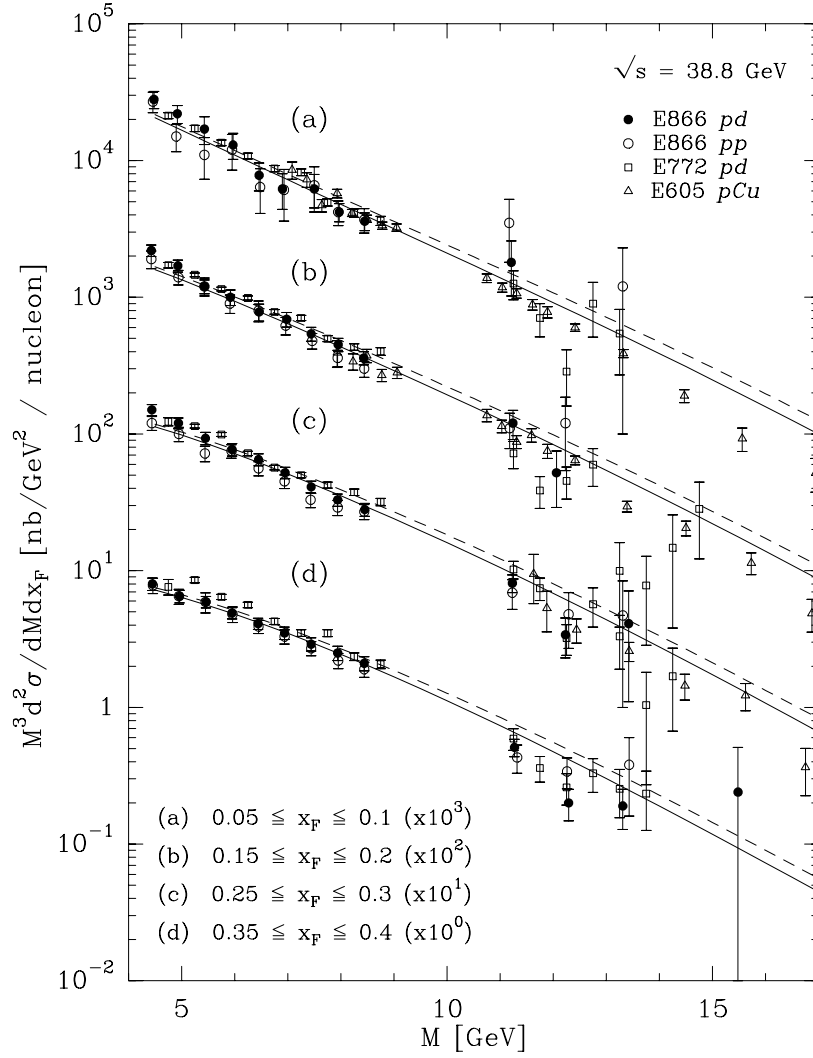 10⁵
√s = 38.8 GeV
E866 pd
E866 pp
E772 pd
E605 pCu
(a)
10⁴
(b)
10³
(c)
10²
(d)
10¹
1
10⁻¹
10⁻²
M³d²σ/dMdx_F [nb/GeV² / nucleon]
(a) 0.05 ≦ x_F ≦ 0.1 (x10³)
(b) 0.15 ≦ x_F ≦ 0.2 (x10²)
(c) 0.25 ≦ x_F ≦ 0.3 (x10¹)
(d) 0.35 ≦ x_F ≦ 0.4 (x10⁰)
5 10 15
M [GeV]